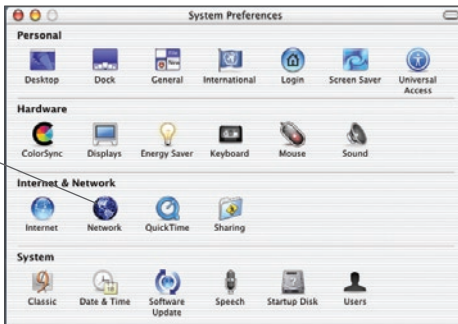 System Preferences
Personal
Desktop Dock General International Login Screen Saver Universal Access
Hardware
ColorSync Displays Energy Saver Keyboard Mouse Sound
Internet & Network
Internet Network QuickTime Sharing
System
Classic Date & Time Software Update Speech Startup Disk Users